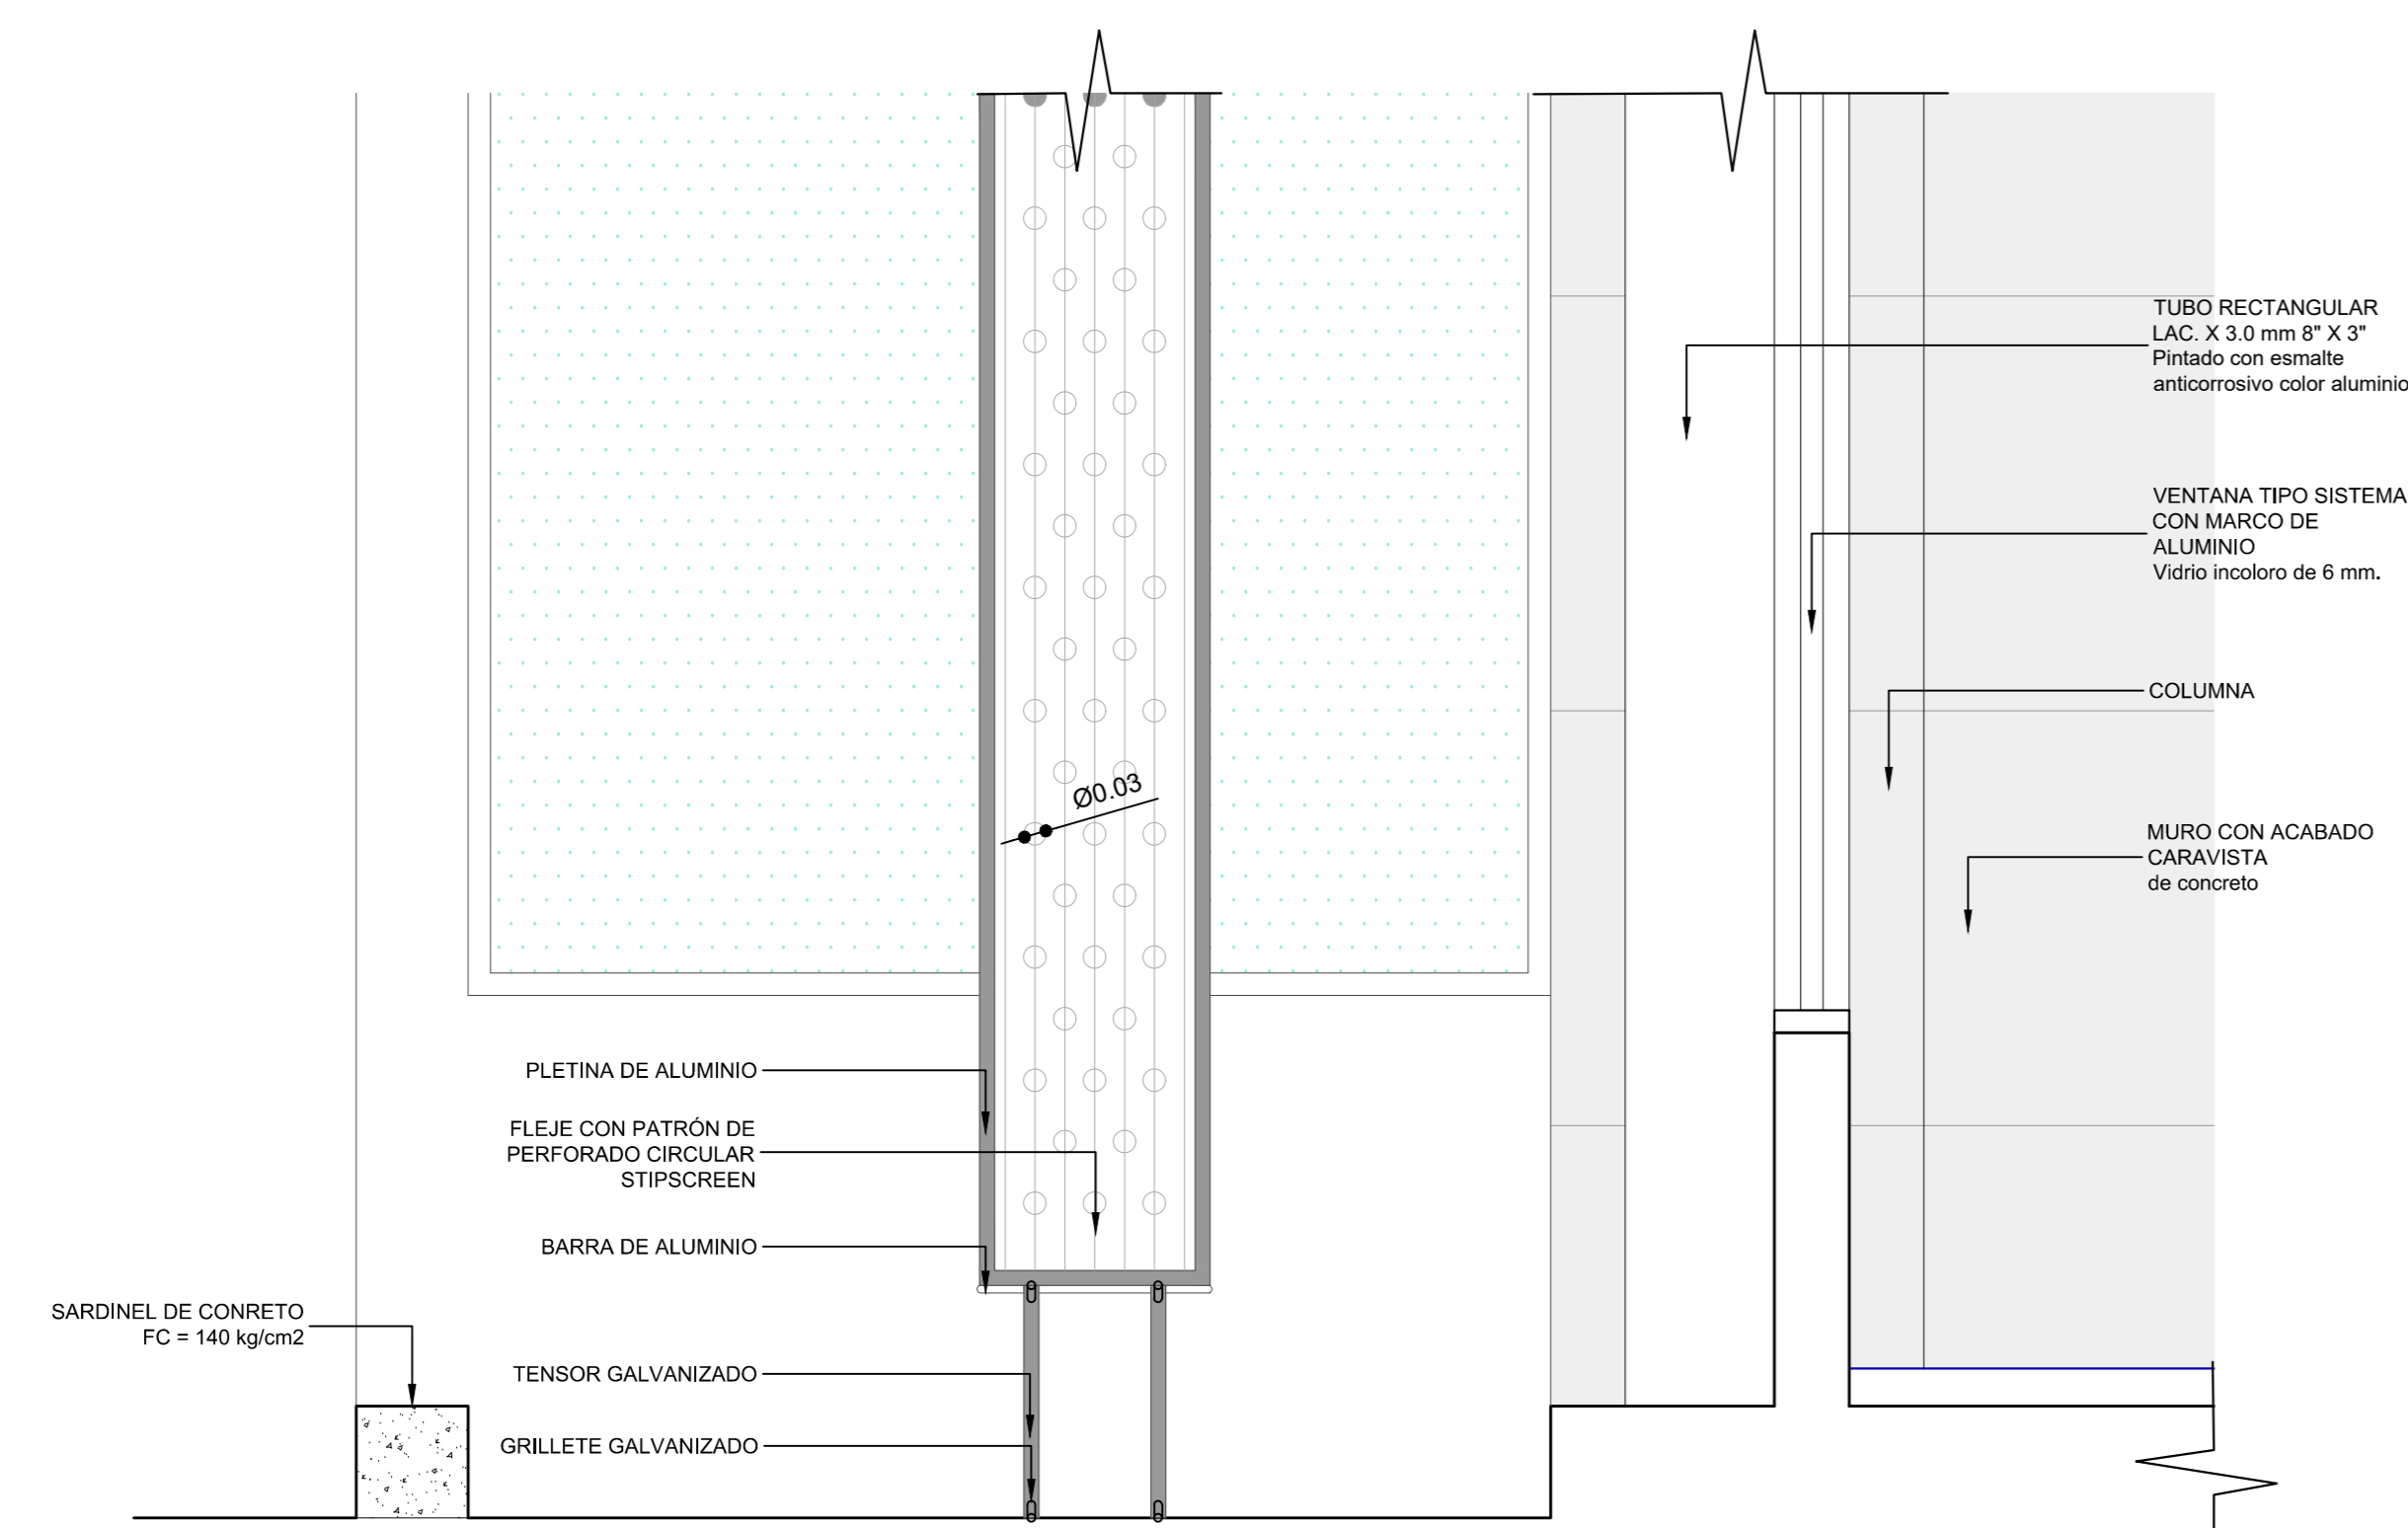 TUBO RECTANGULAR
LAC. X 3.0 mm 8" X 3"
Pintado con esmalte
anticorrosivo color aluminio
VENTANA TIPO SISTEMA
CON MARCO DE
ALUMINIO
Vidrio incoloro de 6 mm.
COLUMNA
Ø0.03
MURO CON ACABADO
CARAVISTA
de concreto
PLETINA DE ALUMINIO
FLEJE CON PATRÓN DE
PERFORADO CIRCULAR
STIPSCREEN
BARRA DE ALUMINIO
SARDINEL DE CONRETO
FC = 140 kg/cm2
TENSOR GALVANIZADO
GRILLETE GALVANIZADO